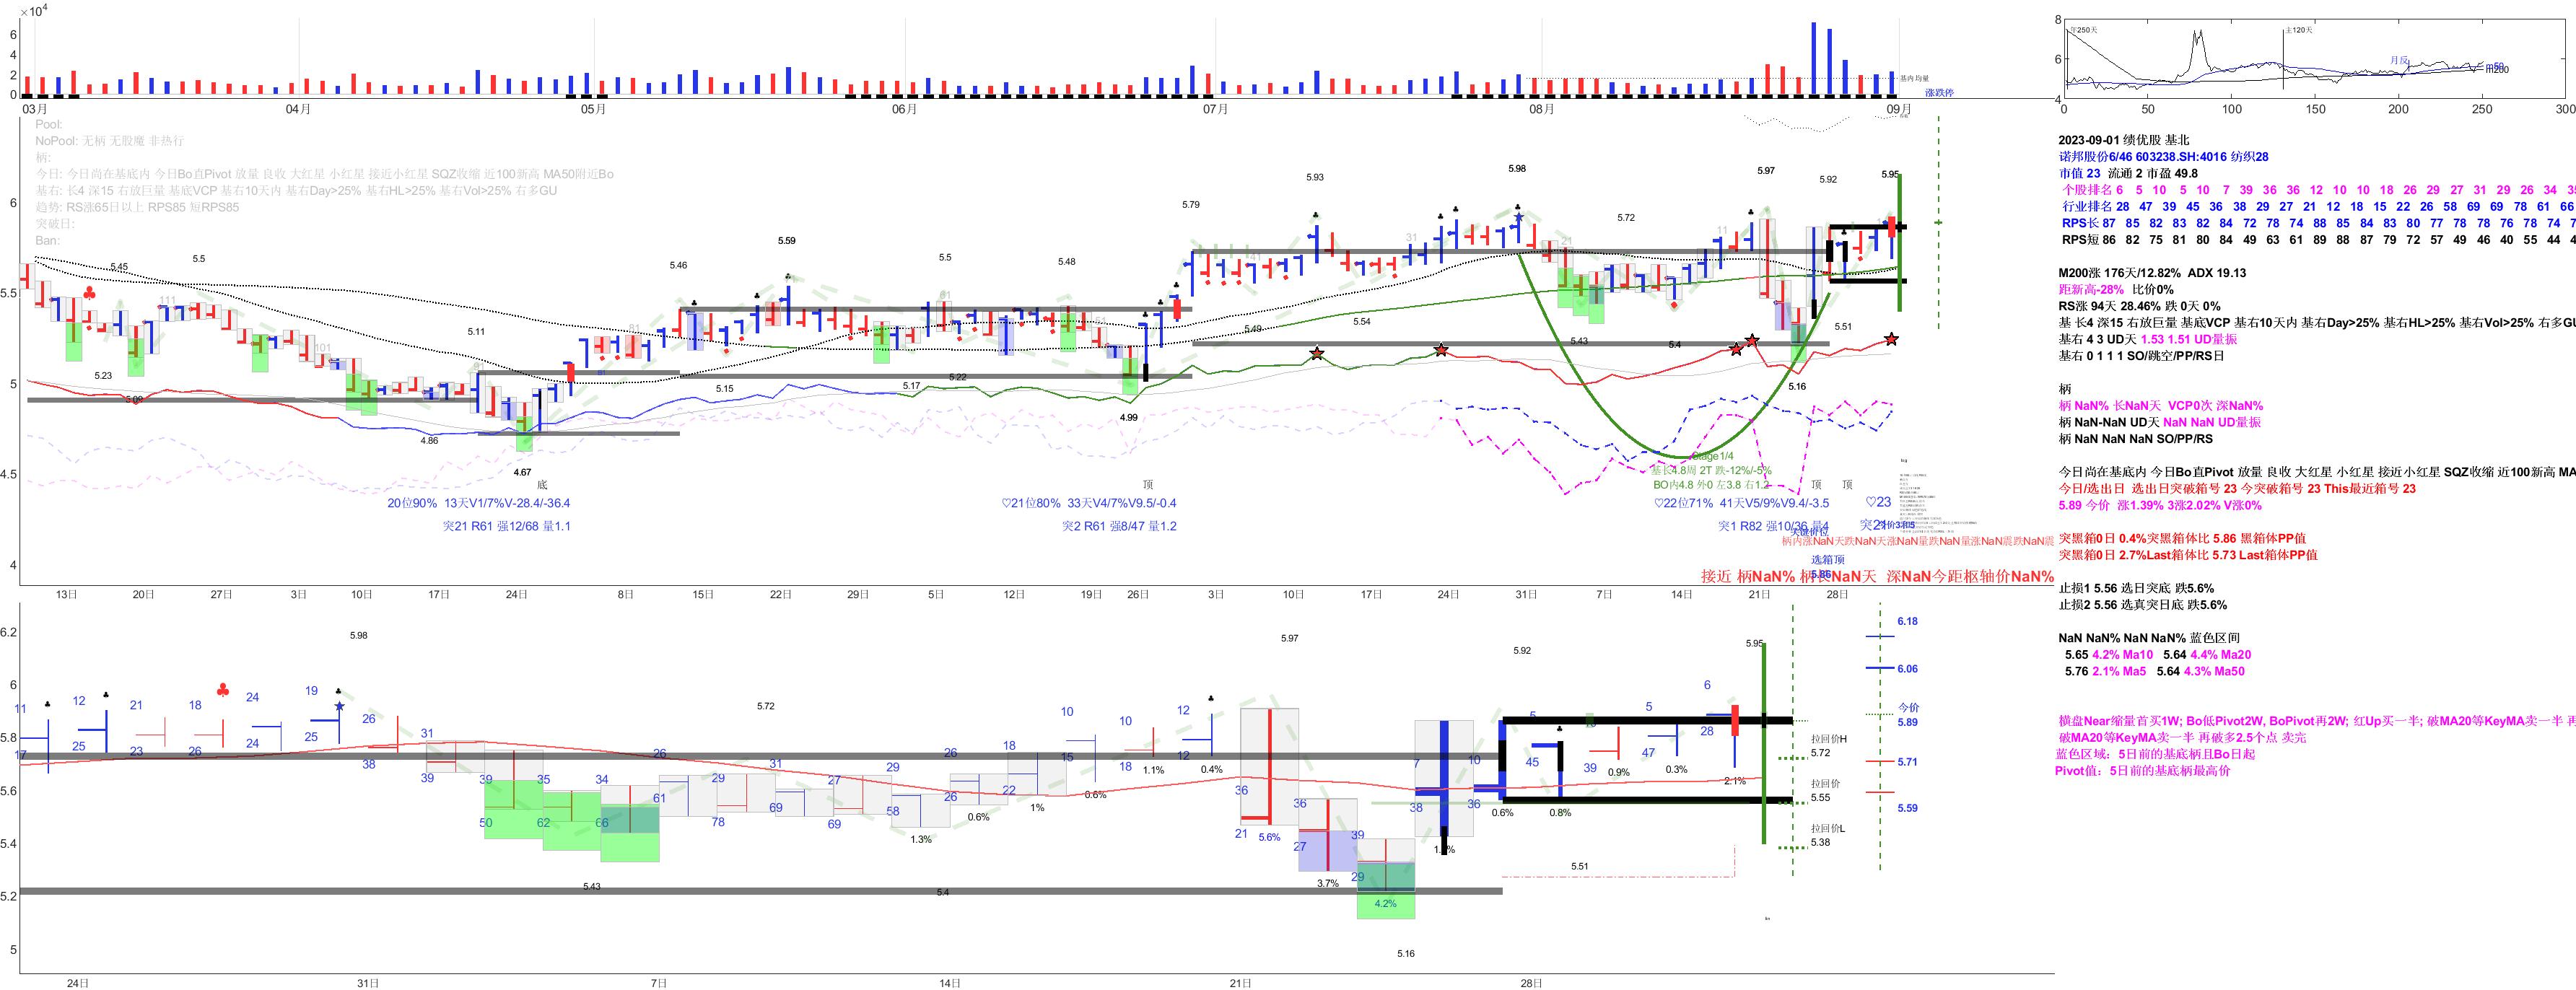 ×10⁴
6
4
2
0
基内均量
涨跌停
03月 04月 05月 06月 07月 08月 09月
Pool:
NoPool: 无柄 无股魔 非热行
柄:
今日: 今日尚在基底内 今日Bo直Pivot 放量 良收 大红星 小红星 接近小红星 SQZ收缩 近100新高 MA50附近Bo
基右: 长4 深15 右放巨量 基底VCP 基右10天内 基右Day>25% 基右HL>25% 基右Vol>25% 右多GU
趋势: RS涨65日以上 RPS85 短RPS85
突破日:
Ban:
6
5.5
5
4.5
4
5.45 5.5 5.11 5.59 5.46 5.5 5.48 5.79 5.93 5.98 5.72 5.97 5.92 5.95
5.23 5.09 4.86 4.67 5.15 5.17 5.22 4.99 5.49 5.54 5.43 5.4 5.16 5.51
底 顶 顶 顶
20位90% 13天V1/7%V-28.4/-36.4
突21 R61 强12/68 量1.1
♡21位80% 33天V4/7%V9.5/-0.4
突2 R61 强8/47 量1.2
Stage1/4
基长4.8周 2T 跌-12%/-5%
BO内4.8 外0 左3.8 右1.2
♡22位71% 41天V5/9%V9.4/-3.5
突1 R82 强10/36 量4
♡23
选箱顶
5.86
柄内涨NaN天跌NaN天涨NaN量跌NaN量涨NaN震跌NaN震
接近 柄NaN% 柄长NaN天 深NaN今距枢轴价NaN%
13日 20日 27日 3日 10日 17日 24日 8日 15日 22日 29日 5日 12日 19日 26日 3日 10日 17日 24日 31日 7日 14日 21日 28日
6.2
6
5.8
5.6
5.4
5.2
5
5.98 5.72 5.97 5.92 5.95
11 12 21 18 24 19 26 31 39 35 34 26 29 31 27 29 26 18 10 10 12 36 36 39 7 10 5 5 6
17 25 23 26 24 25 38 39 50 62 66 61 78 69 69 58 26 22 15 18 12 21 27 29 38 36 45 39 47 28
1.3% 0.6% 1% 0.6% 1.1% 0.4% 5.6% 3.7% 4.2% 0.6% 0.8% 0.9% 0.3% 2.1%
5.43 5.4 5.16 5.51
拉回价H
5.72
拉回价
5.55
拉回价L
5.38
6.18
6.06
今价
5.89
5.71
5.59
24日 31日 7日 14日 21日 28日
8
6
4
年250天
主120天
月反
m200
0 50 100 150 200 250 300
2023-09-01 绩优股 基北
诺邦股份6/46 603238.SH:4016 纺织28
市值 23 流通 2 市盈 49.8
个股排名 6 5 10 5 10 7 39 36 36 12 10 10 18 26 29 27 31 29 26 34
行业排名 28 47 39 45 36 38 29 27 21 12 18 15 22 26 58 69 69 78 61 66
RPS长 87 85 82 83 82 84 72 78 74 88 85 84 83 80 77 78 78 76 78 74
RPS短 86 82 75 81 80 84 49 63 61 89 88 87 79 72 57 49 46 40 55 44
M200涨 176天/12.82% ADX 19.13
距新高-28% 比价0%
RS涨 94天 28.46% 跌 0天 0%
基 长4 深15 右放巨量 基底VCP 基右10天内 基右Day>25% 基右HL>25% 基右Vol>25% 右多GU
基右 4 3 UD天 1.53 1.51 UD量振
基右 0 1 1 1 SO/跳空/PP/RS日
柄
柄 NaN% 长NaN天 VCP0次 深NaN%
柄 NaN-NaN UD天 NaN NaN UD量振
柄 NaN NaN NaN SO/PP/RS
今日尚在基底内 今日Bo直Pivot 放量 良收 大红星 小红星 接近小红星 SQZ收缩 近100新高 MA
今日/选出日 选出日突破箱号 23 今突破箱号 23 This最近箱号 23
5.89 今价 涨1.39% 3涨2.02% V涨0%
突黑箱0日 0.4%突黑箱体比 5.86 黑箱体PP值
突黑箱0日 2.7%Last箱体比 5.73 Last箱体PP值
止损1 5.56 选日突底 跌5.6%
止损2 5.56 选真突日底 跌5.6%
NaN NaN% NaN NaN% 蓝色区间
5.65 4.2% Ma10 5.64 4.4% Ma20
5.76 2.1% Ma5 5.64 4.3% Ma50
横盘Near缩量首买1W; Bo低Pivot2W, BoPivot再2W; 红Up买一半; 破MA20等KeyMA卖一半 再
破MA20等KeyMA卖一半 再破多2.5个点 卖完
蓝色区域：5日前的基底柄且Bo日起
Pivot值：5日前的基底柄最高价